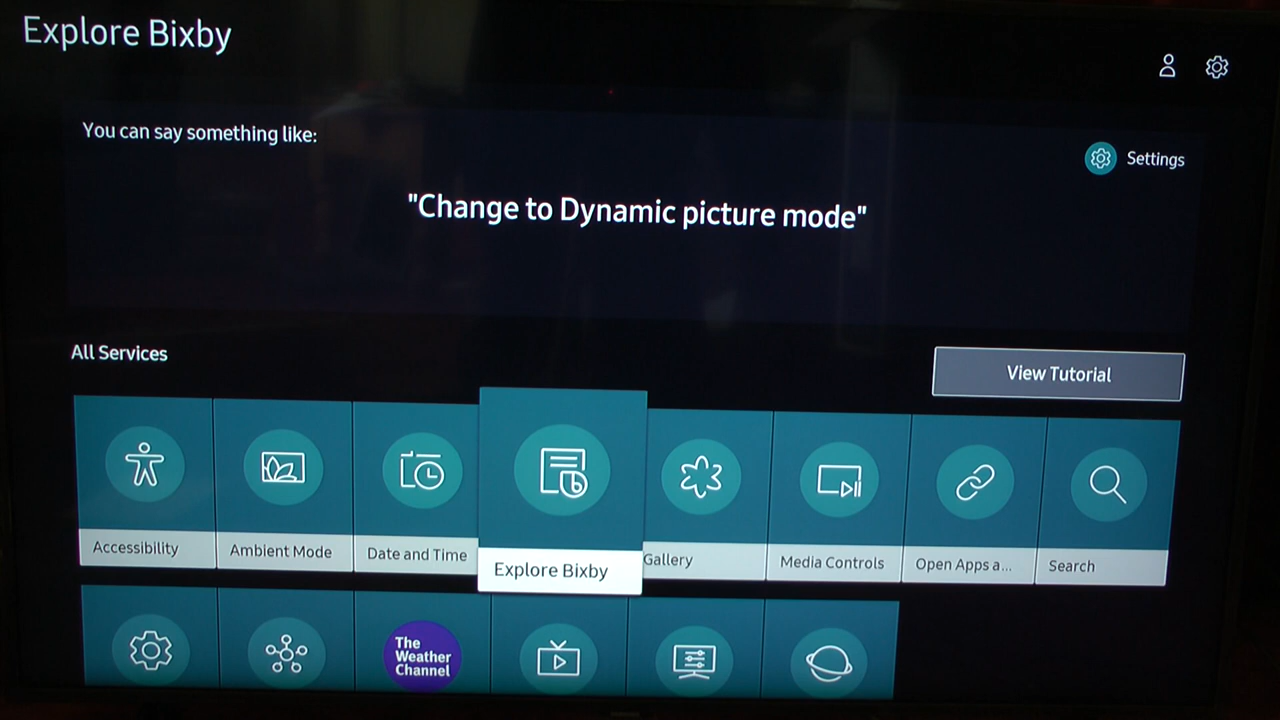 Explore Bixby
You can say something like:
Settings
"Change to Dynamic picture mode"
All Services
View Tutorial
Accessibility
Ambient Mode
Date and Time
Explore Bixby
Gallery
Media Controls
Open Apps a...
Search
The
Weather
Channel